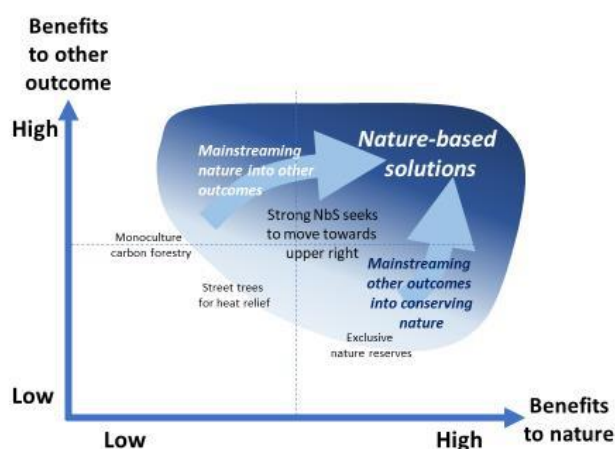 Benefits
to other
outcome
High
Mainstreaming
nature into other
outcomes
Nature-based
solutions
Strong NbS seeks
to move towards
upper right
Monoculture
carbon forestry
Street trees
for heat relief
Mainstreaming
other outcomes
into conserving
nature
Exclusive
nature reserves
Low
Low
High
Benefits
to nature